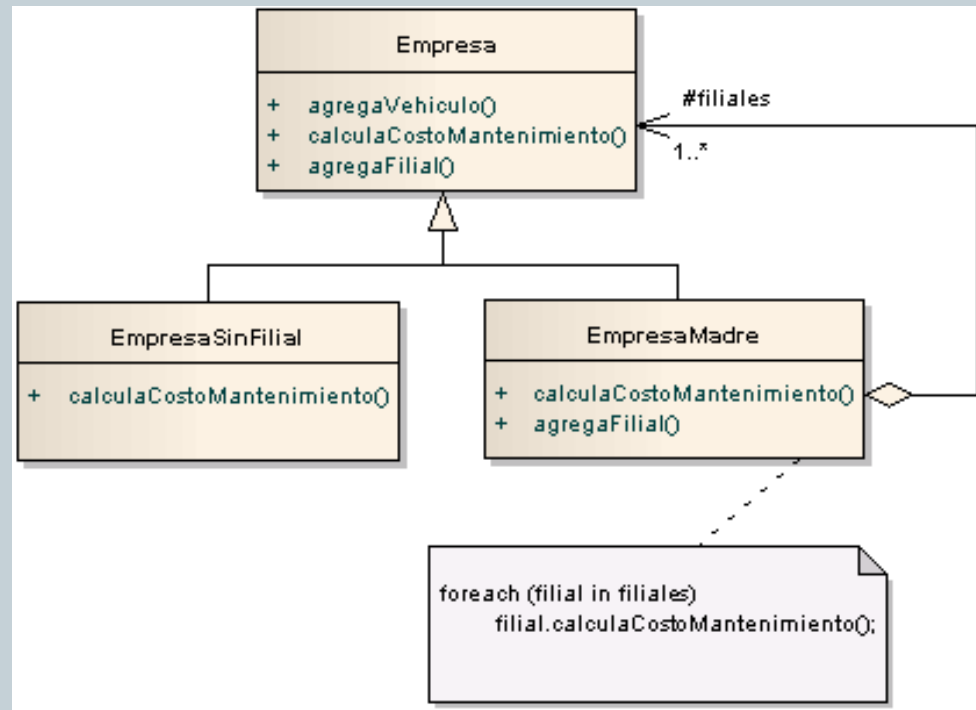 Empresa
+ agregaVehiculo()
+ calculaCostoMantenimiento()
+ agregaFilial()
#filiales
1..*
EmpresaSinFilial
+ calculaCostoMantenimiento()
EmpresaMadre
+ calculaCostoMantenimiento()
+ agregaFilial()
foreach (filial in filiales)
filial.calculaCostoMantenimiento();